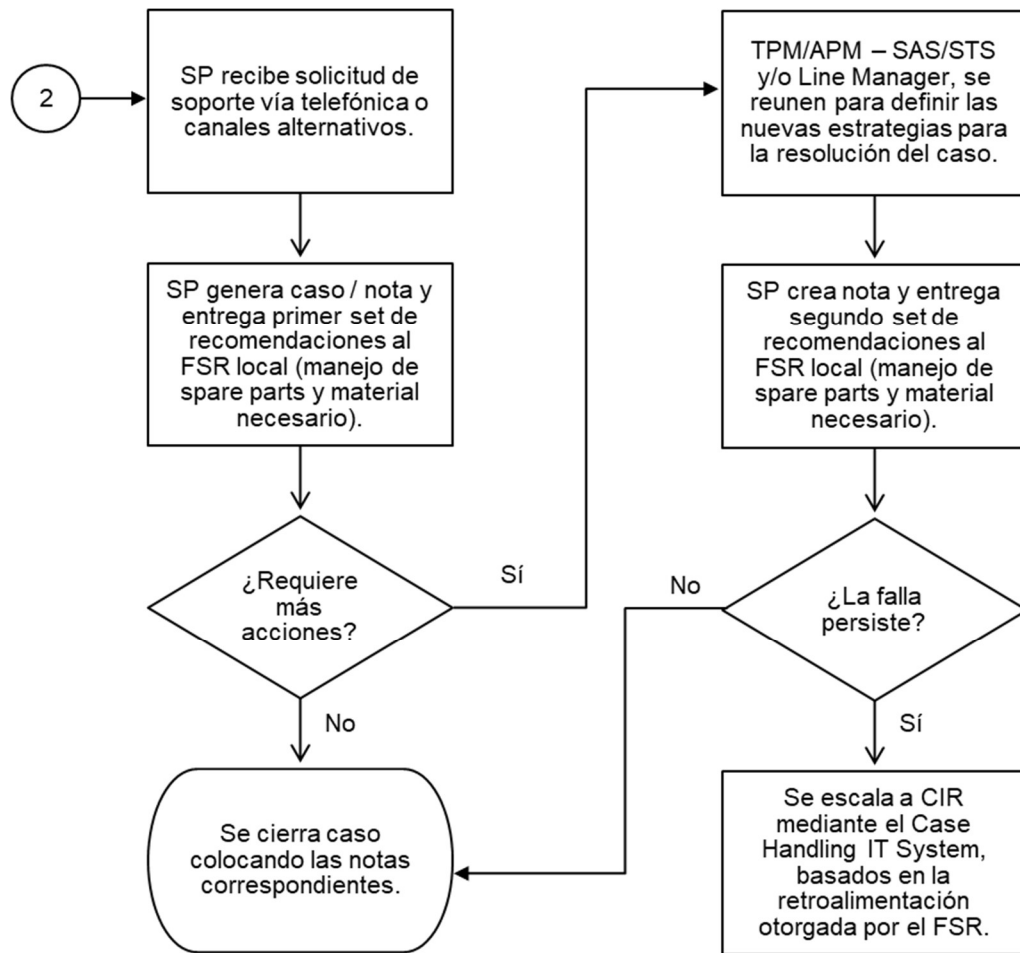 2
SP recibe solicitud de
soporte vía telefónica o
canales alternativos.
SP genera caso / nota y
entrega primer set de
recomendaciones al
FSR local (manejo de
spare parts y material
necesario).
¿Requiere
más
acciones?
Sí
No
Se cierra caso
colocando las notas
correspondientes.
TPM/APM – SAS/STS
y/o Line Manager, se
reunen para definir las
nuevas estrategias para
la resolución del caso.
SP crea nota y entrega
segundo set de
recomendaciones al
FSR local (manejo de
spare parts y material
necesario).
¿La falla
persiste?
No
Sí
Se escala a CIR
mediante el Case
Handling IT System,
basados en la
retroalimentación
otorgada por el FSR.